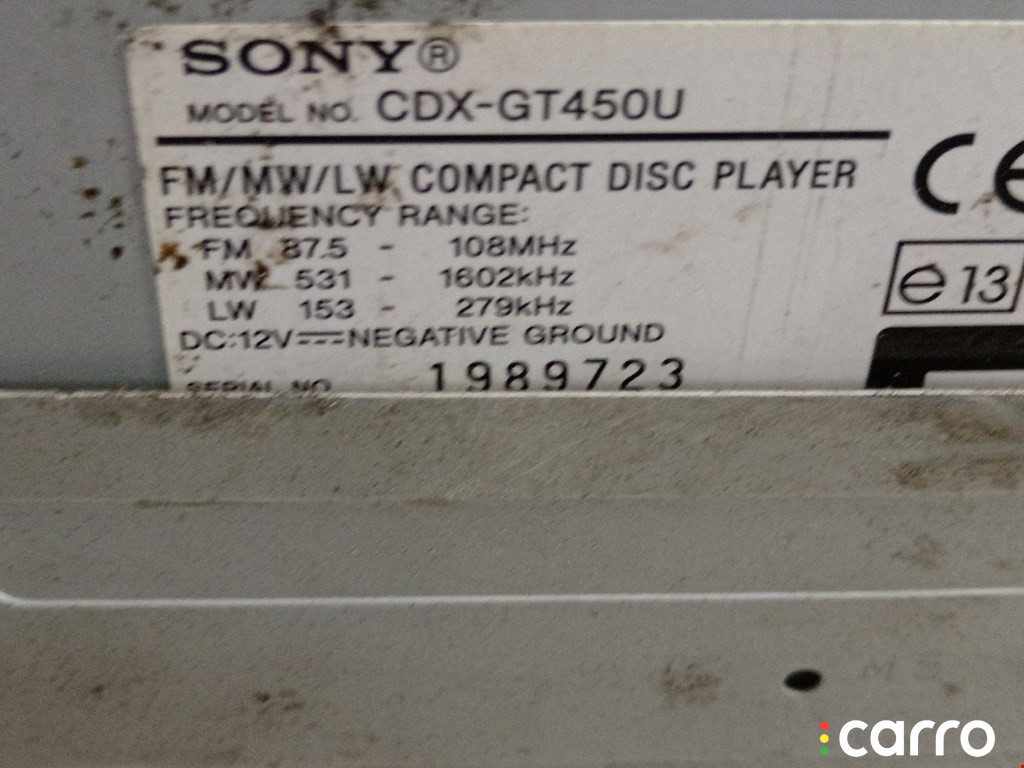 SONY®
MODEL NO. CDX-GT450U
FM/MW/LW COMPACT DISC PLAYER
FREQUENCY RANGE:
FM 87.5 - 108MHz
MW 531 - 1602kHz
LW 153 - 279kHz
DC:12V⎓NEGATIVE GROUND
SERIAL NO. 1989723
CE
e 13
M S
carro